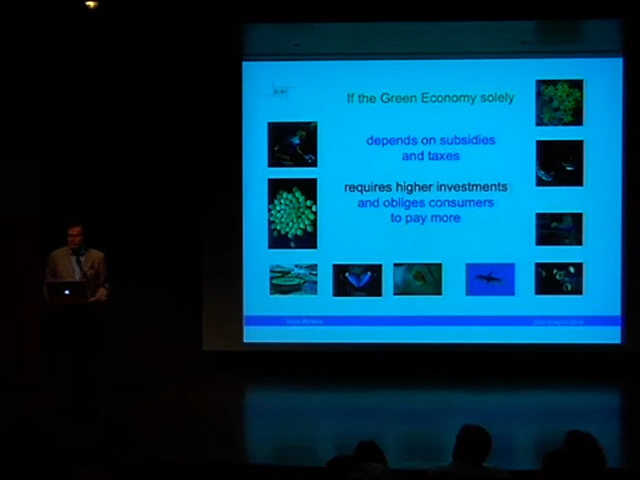 If the Green Economy solely
depends on subsidies
and taxes
requires higher investments
and obliges consumers
to pay more